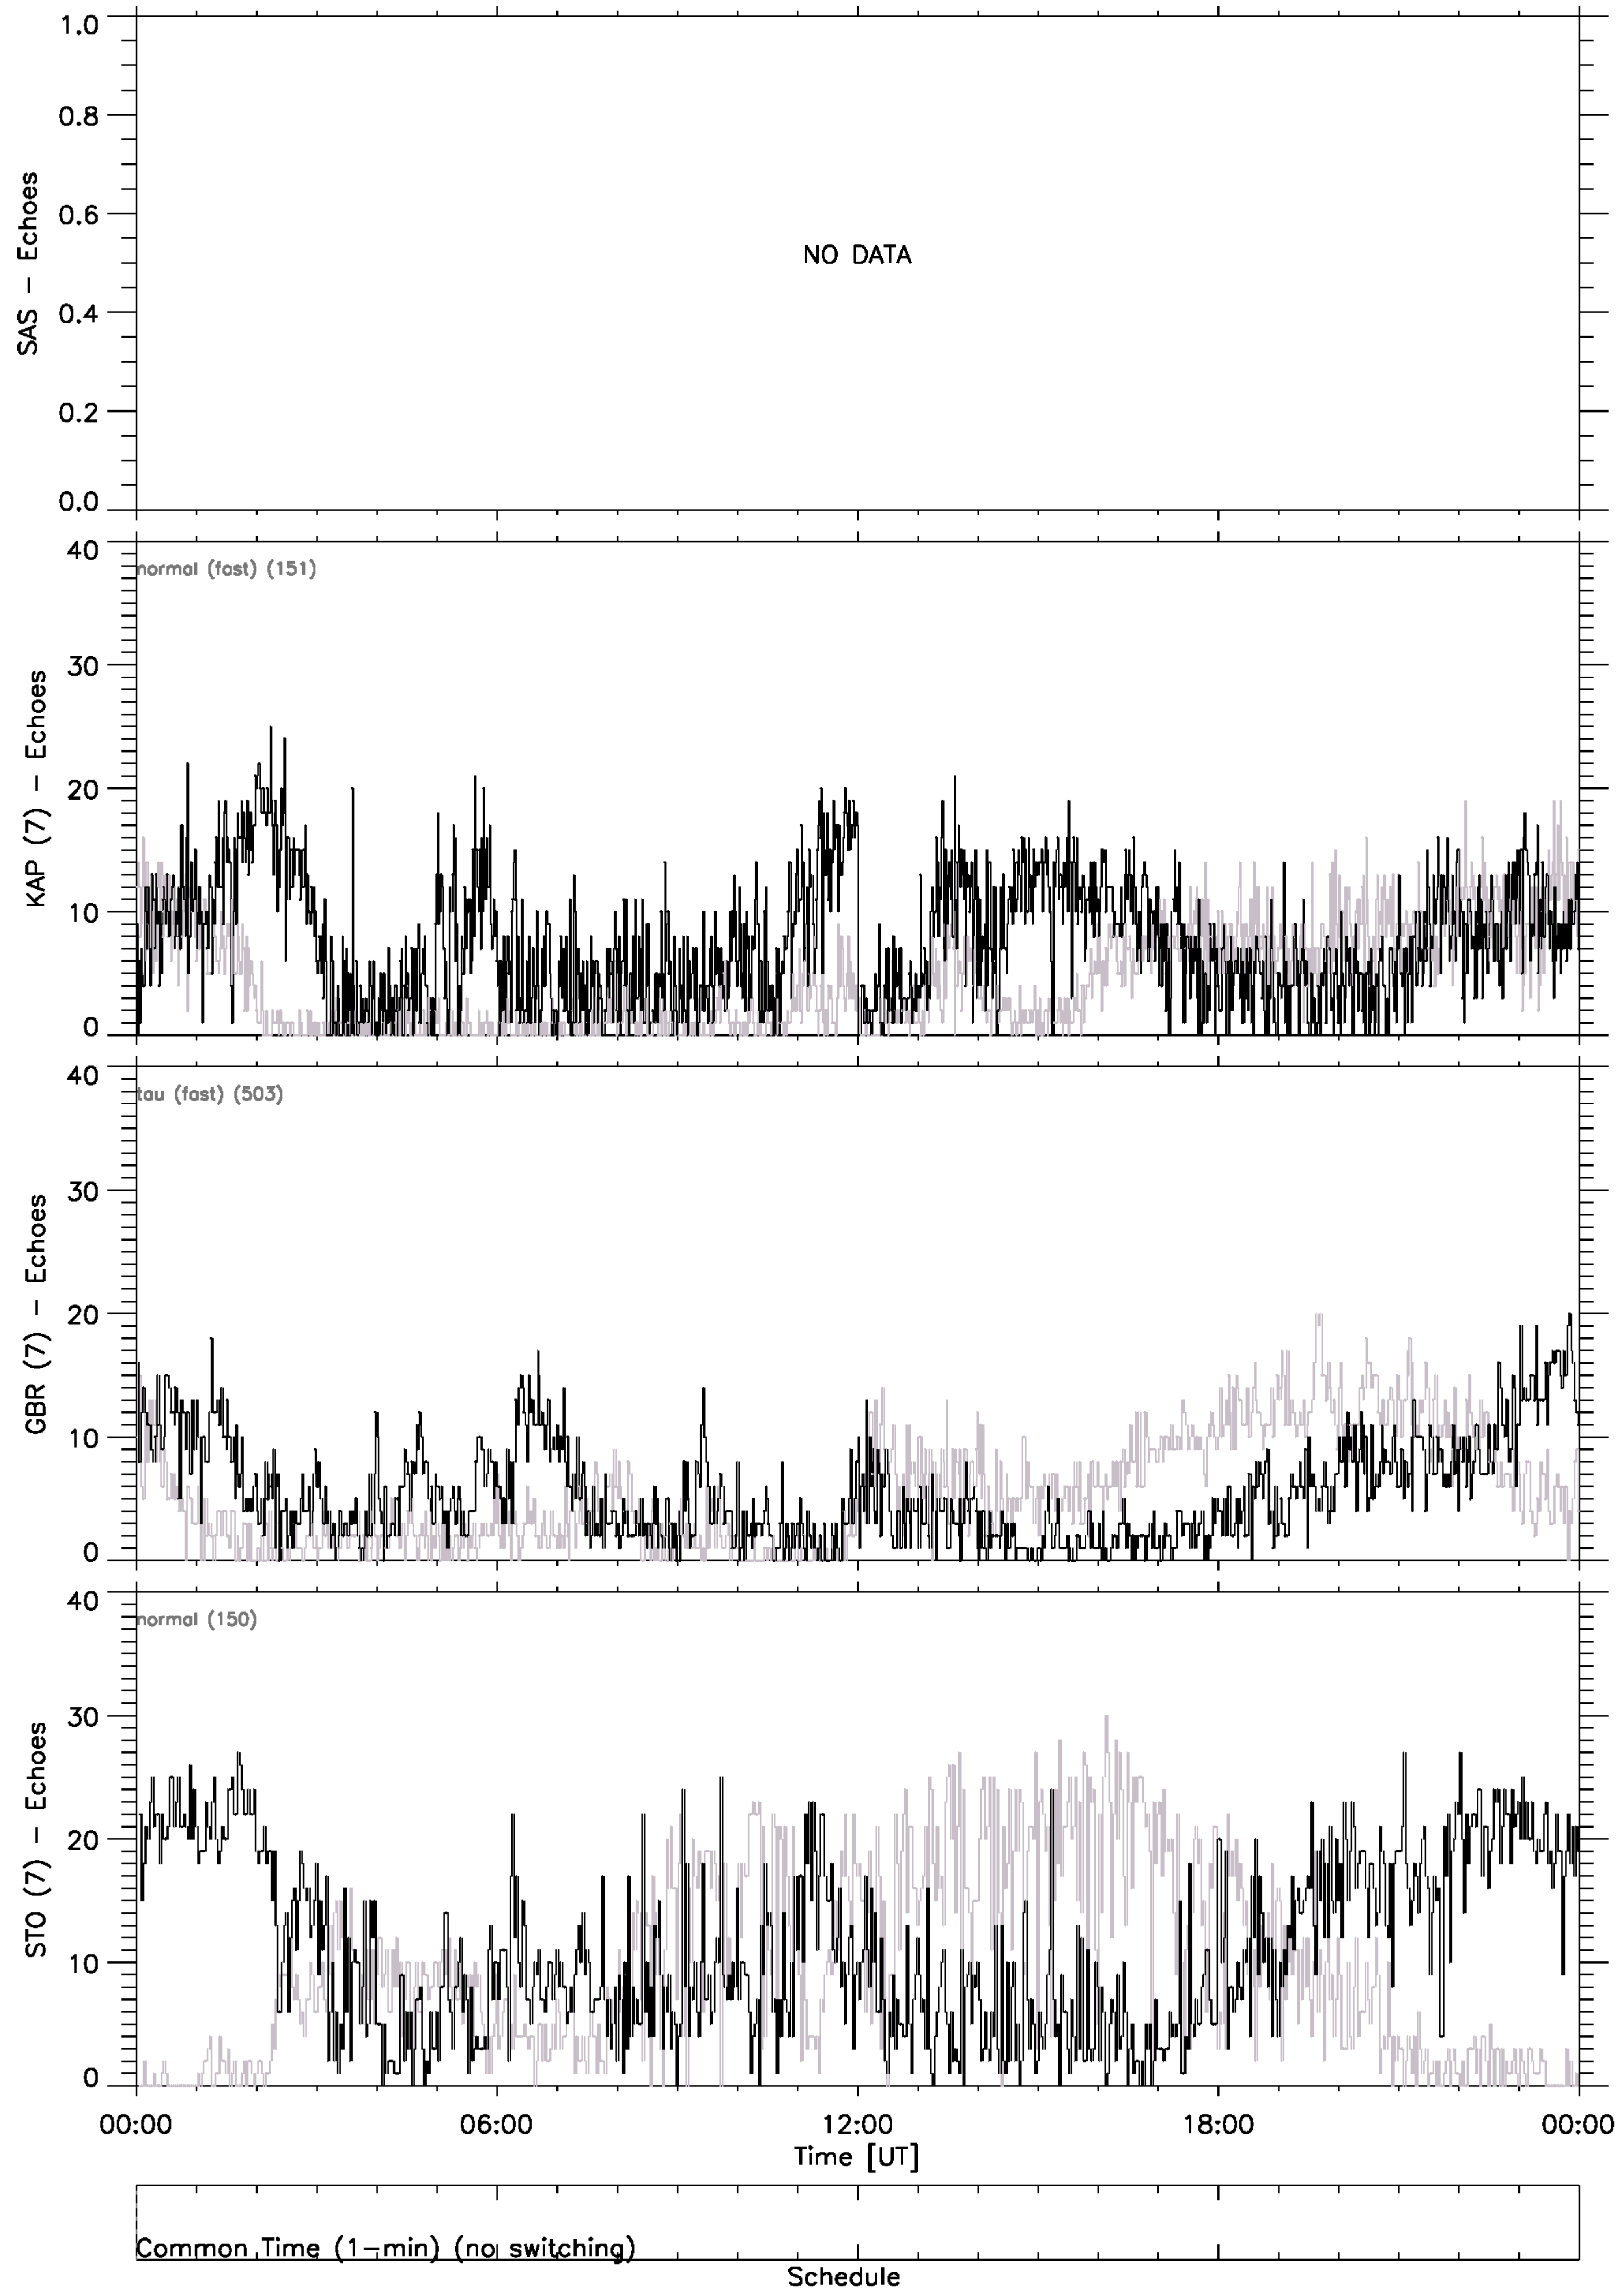 1.0
0.8
0.6
0.4
0.2
0.0
SAS – Echoes
NO DATA
40
30
20
10
0
KAP (7) – Echoes
normal (fast) (151)
40
30
20
10
0
GBR (7) – Echoes
tau (fast) (503)
40
30
20
10
0
STO (7) – Echoes
normal (150)
00:00 06:00 12:00 18:00 00:00
Time [UT]
Common Time (1–min) (no switching)
Schedule